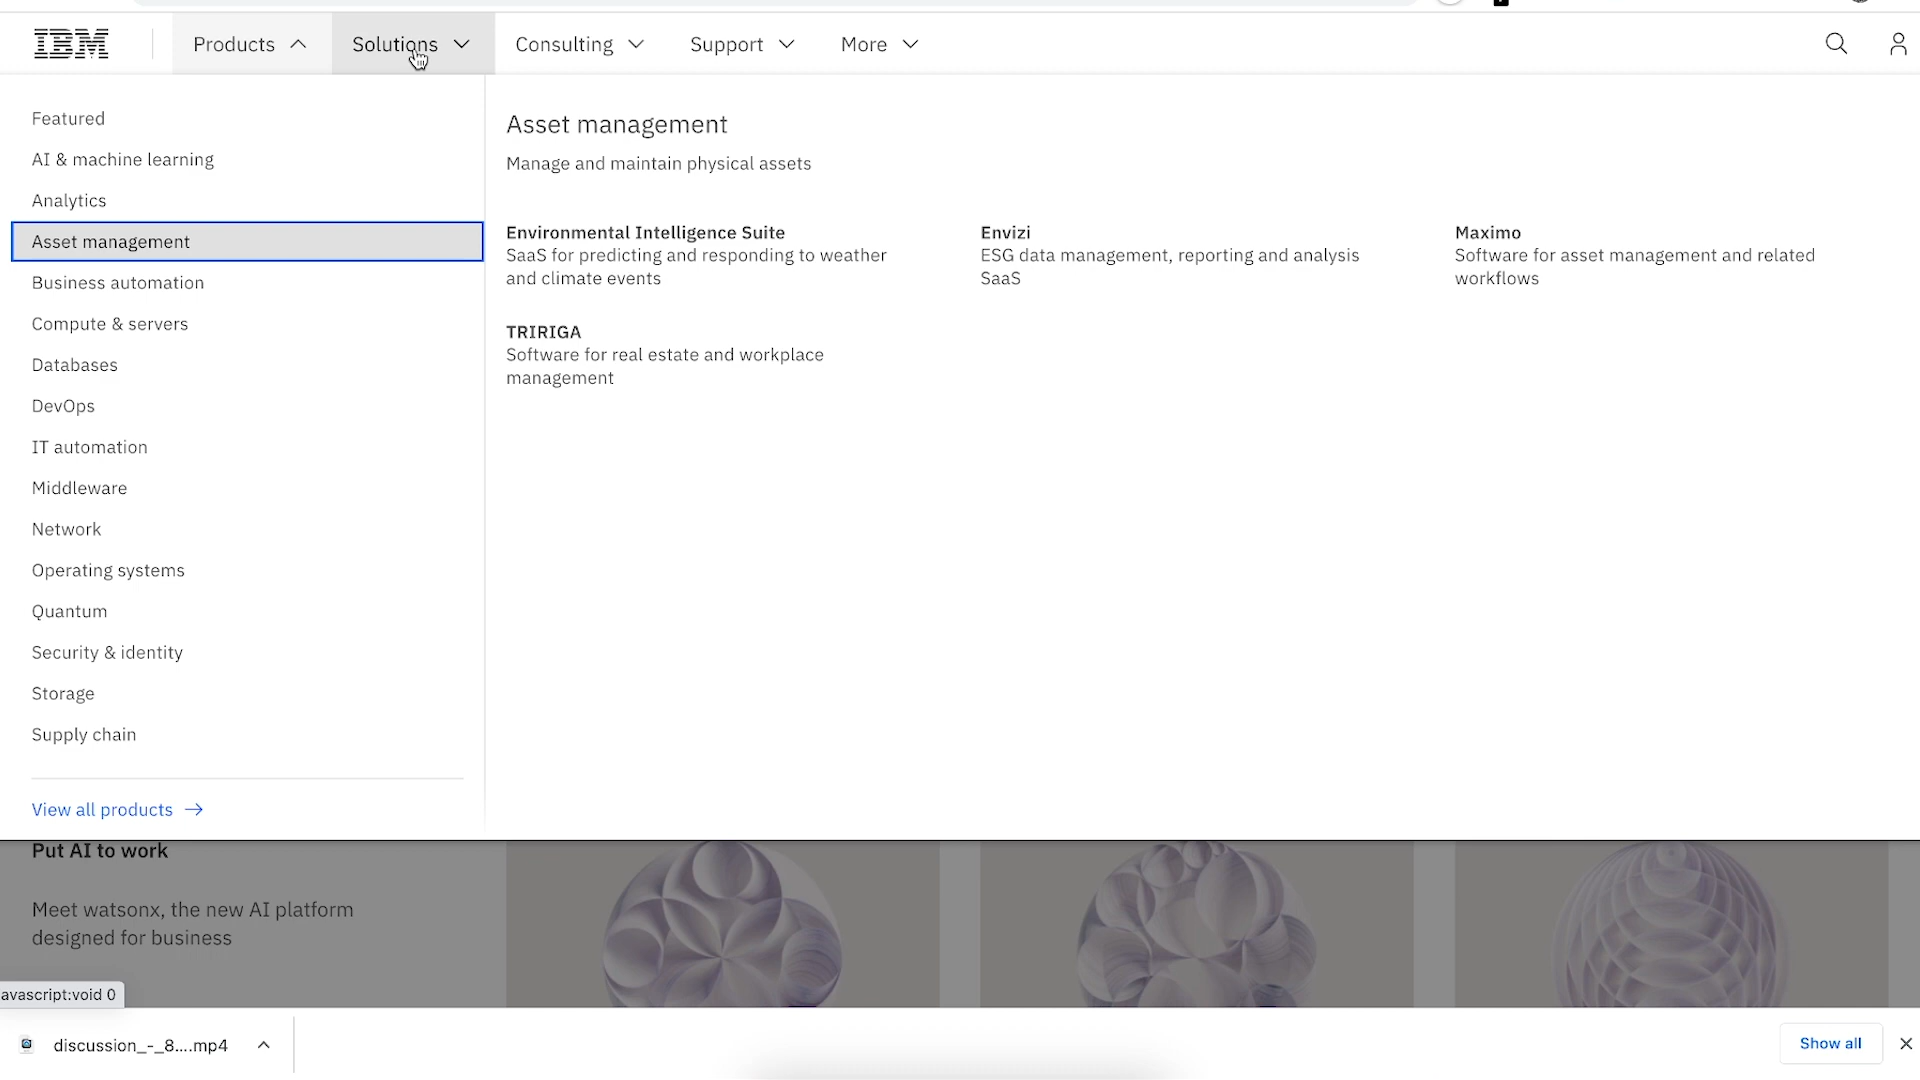 IBM
Products
Solutions
Consulting
Support
More
Featured
AI & machine learning
Analytics
Asset management
Business automation
Compute & servers
Databases
DevOps
IT automation
Middleware
Network
Operating systems
Quantum
Security & identity
Storage
Supply chain
View all products
Asset management
Manage and maintain physical assets
Environmental Intelligence Suite
SaaS for predicting and responding to weather
and climate events
Envizi
ESG data management, reporting and analysis
SaaS
Maximo
Software for asset management and related
workflows
TRIRIGA
Software for real estate and workplace
management
Put AI to work
Meet watsonx, the new AI platform
designed for business
avascript:void 0
discussion_-_8....mp4
Show all